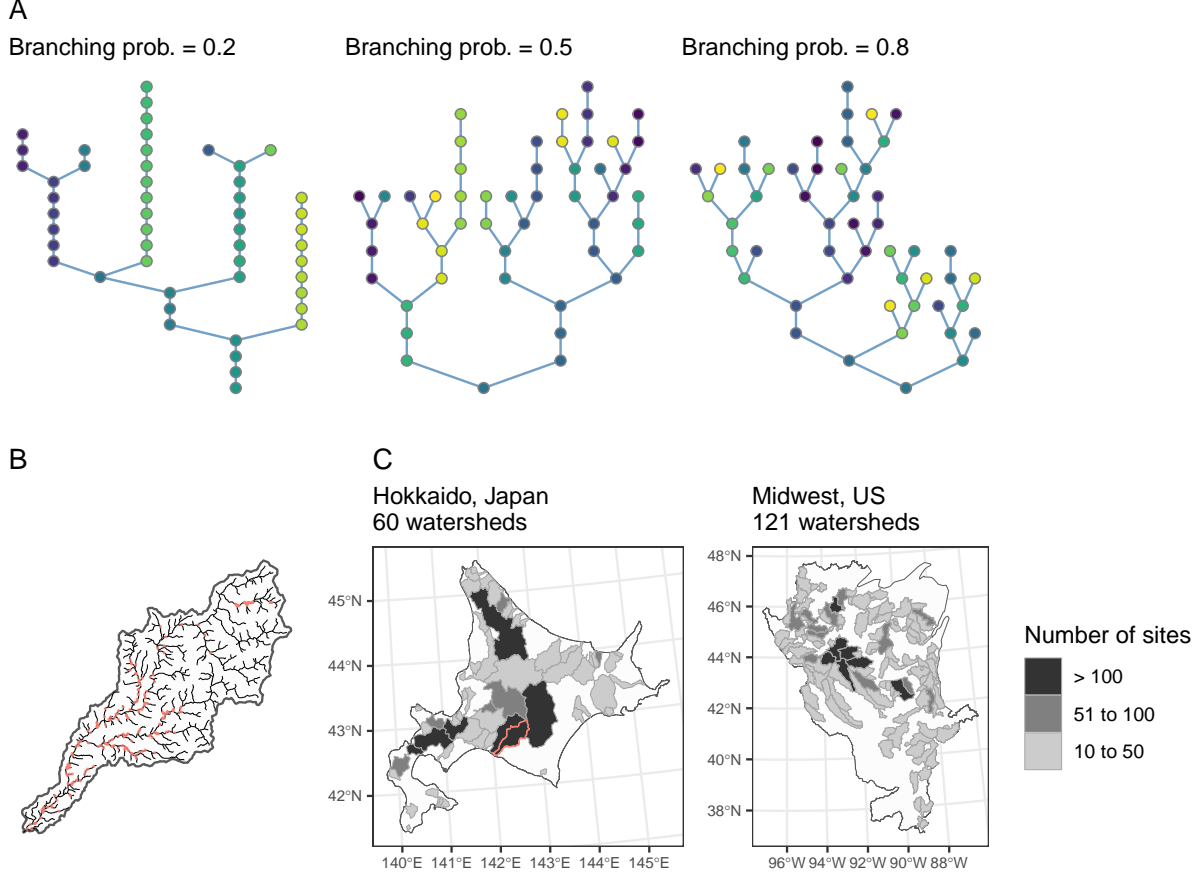 A
Branching prob. = 0.2
Branching prob. = 0.5
Branching prob. = 0.8
B
C
Hokkaido, Japan
60 watersheds
45°N
44°N
43°N
42°N
140°E 141°E 142°E 143°E 144°E 145°E
Midwest, US
121 watersheds
48°N
46°N
44°N
42°N
40°N
38°N
96°W 94°W 92°W 90°W 88°W
Number of sites
> 100
51 to 100
10 to 50